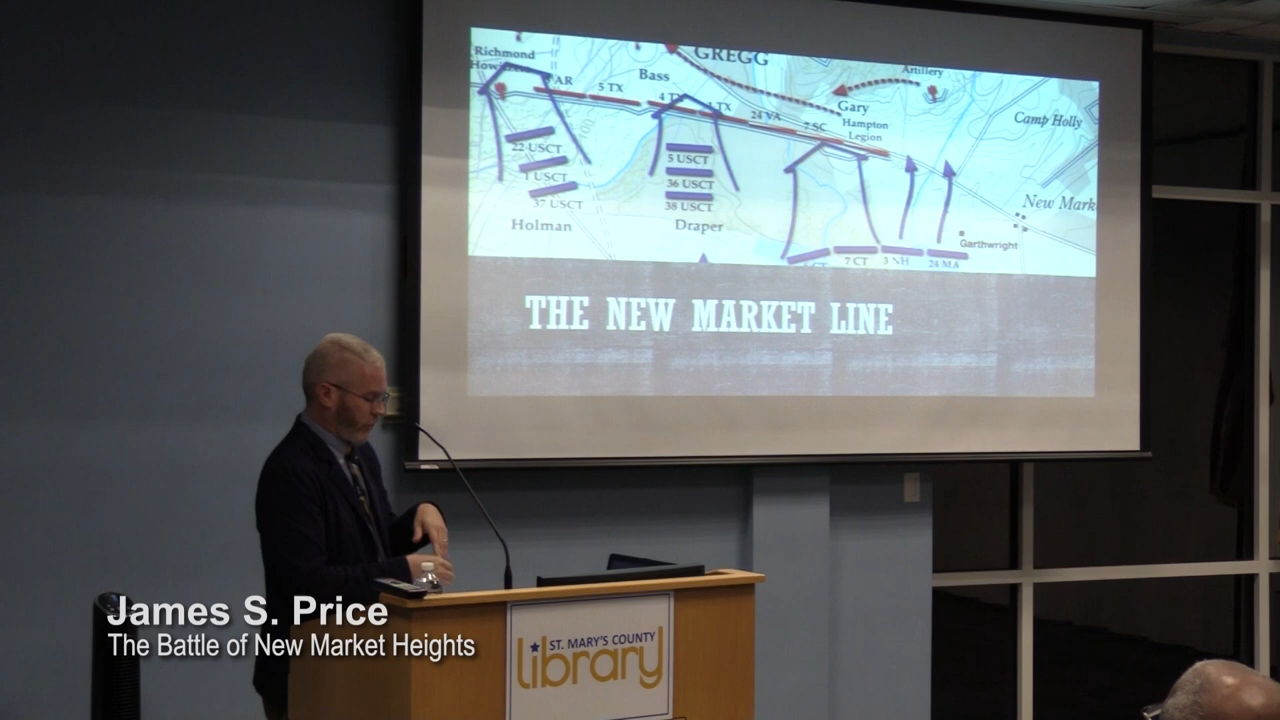 GREGG
Richmond
Bass
Artillery
AR
5 TX
4 TX
1 TX
24 VA
7 SC
Gary
Hampton
Legion
Camp Holly
22 USCT
1 USCT
37 USCT
5 USCT
36 USCT
38 USCT
Holman
Draper
New Mark
Garthwright
CT
7 CT
3 NH
24 MA
THE NEW MARKET LINE
James S. Price
The Battle of New Market Heights
ST. MARY'S COUNTY
library